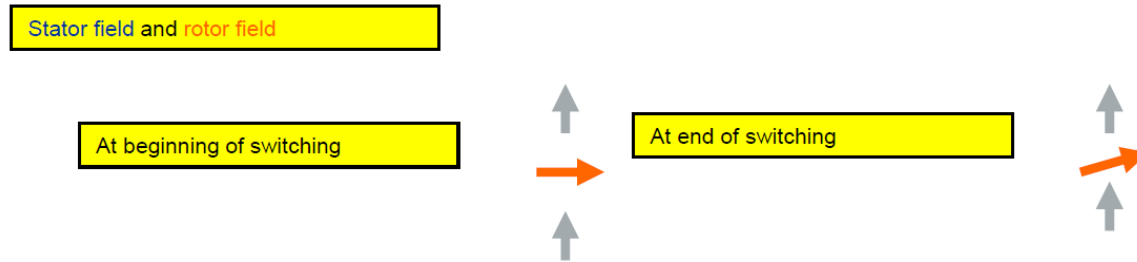 Stator field and rotor field
At beginning of switching
At end of switching